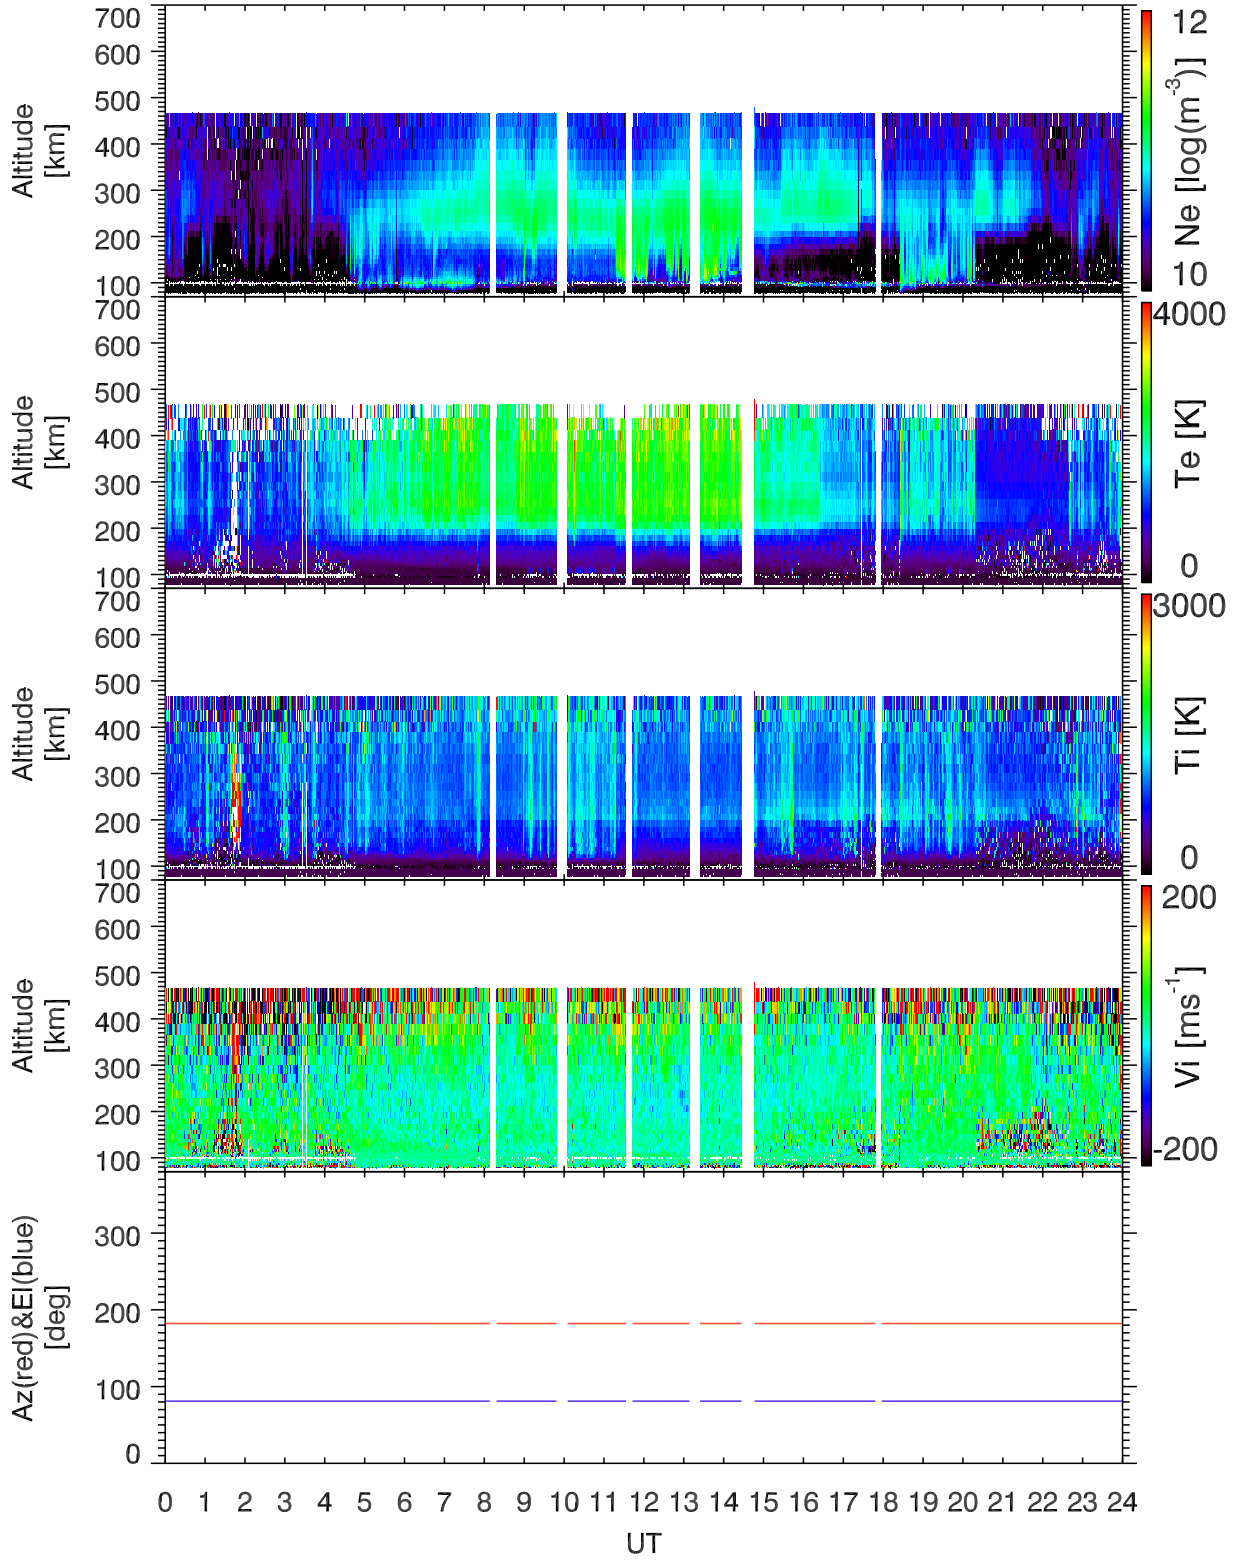 700
600
500
400
300
200
100
Altitude
[km]
12
10
Ne [log(m⁻³)]
700
600
500
400
300
200
100
Altitude
[km]
4000
0
Te [K]
700
600
500
400
300
200
100
Altitude
[km]
3000
0
Ti [K]
700
600
500
400
300
200
100
Altitude
[km]
200
-200
Vi [ms⁻¹]
300
200
100
0
Az(red)&El(blue)
[deg]
0 1 2 3 4 5 6 7 8 9 10 11 12 13 14 15 16 17 18 19 20 21 22 23 24
UT